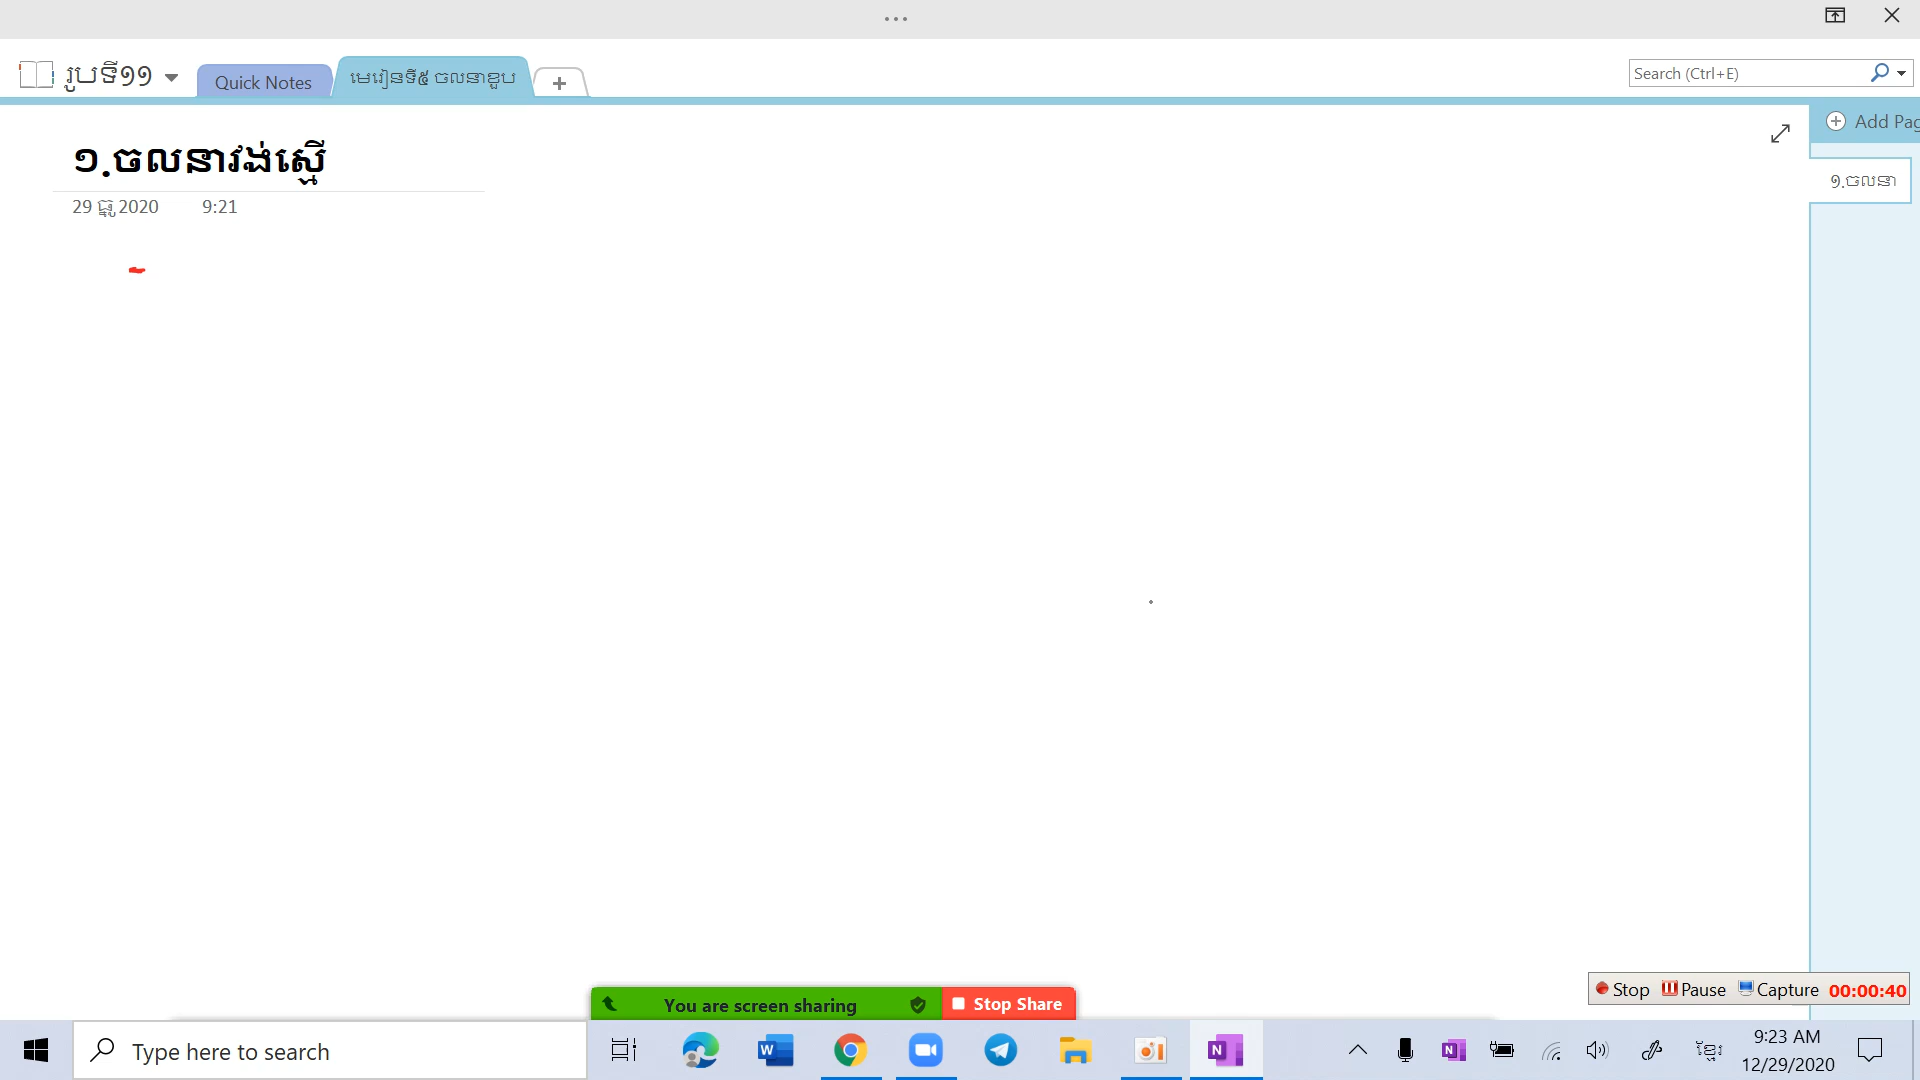 រូបទី១១
Quick Notes
មេរៀនទី៥ ចលនាខួប
Search (Ctrl+E)
Add Pag
១.ចលនាវង់ស្មើ
១.ចលនា
29 ធ្នូ 2020 9:21
Stop Pause Capture 00:00:40
You are screen sharing
Stop Share
Type here to search
ខ្មែរ
9:23 AM
12/29/2020